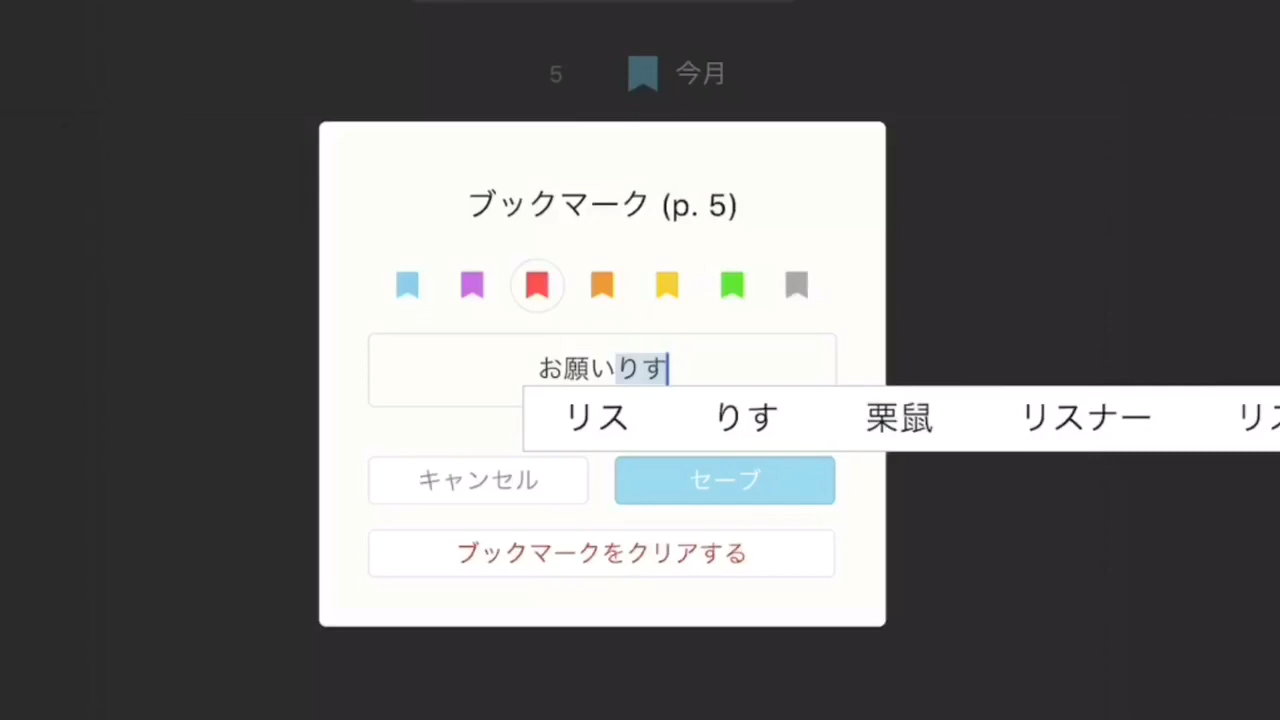 5 今月
ブックマーク (p. 5)
お願いりす
リス りす 栗鼠 リスナー
キャンセル セーブ
ブックマークをクリアする